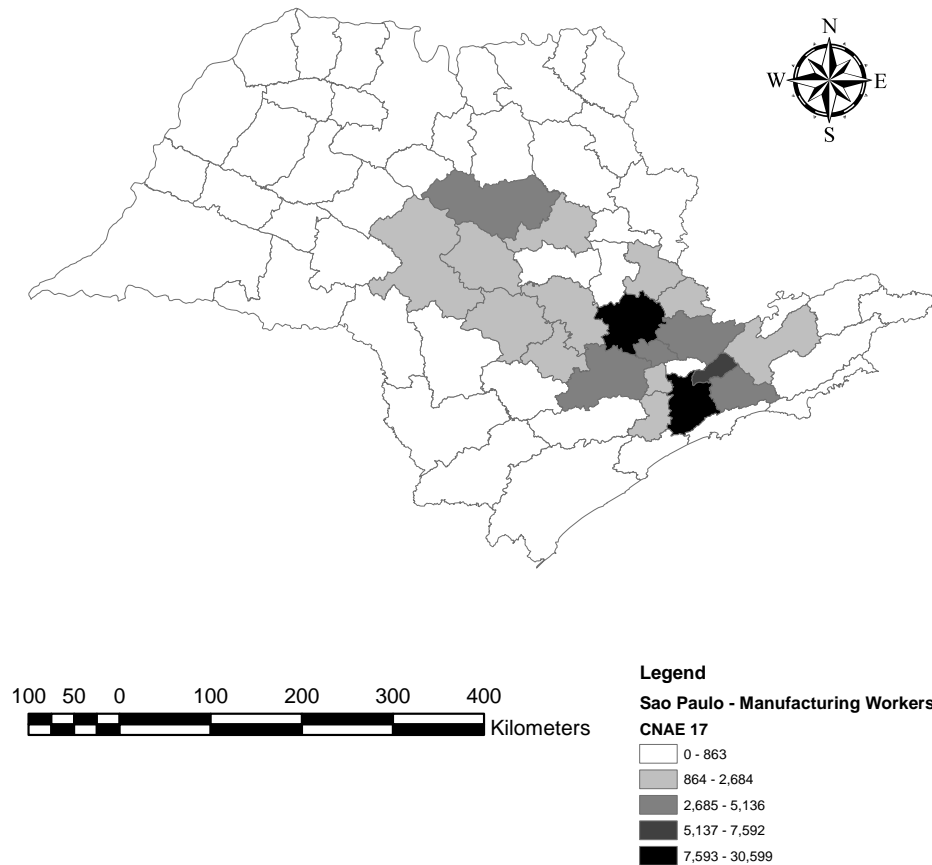 N
W E
S
100 50 0 100 200 300 400
Kilometers
Legend
Sao Paulo - Manufacturing Workers
CNAE 17
0 - 863
864 - 2,684
2,685 - 5,136
5,137 - 7,592
7,593 - 30,599